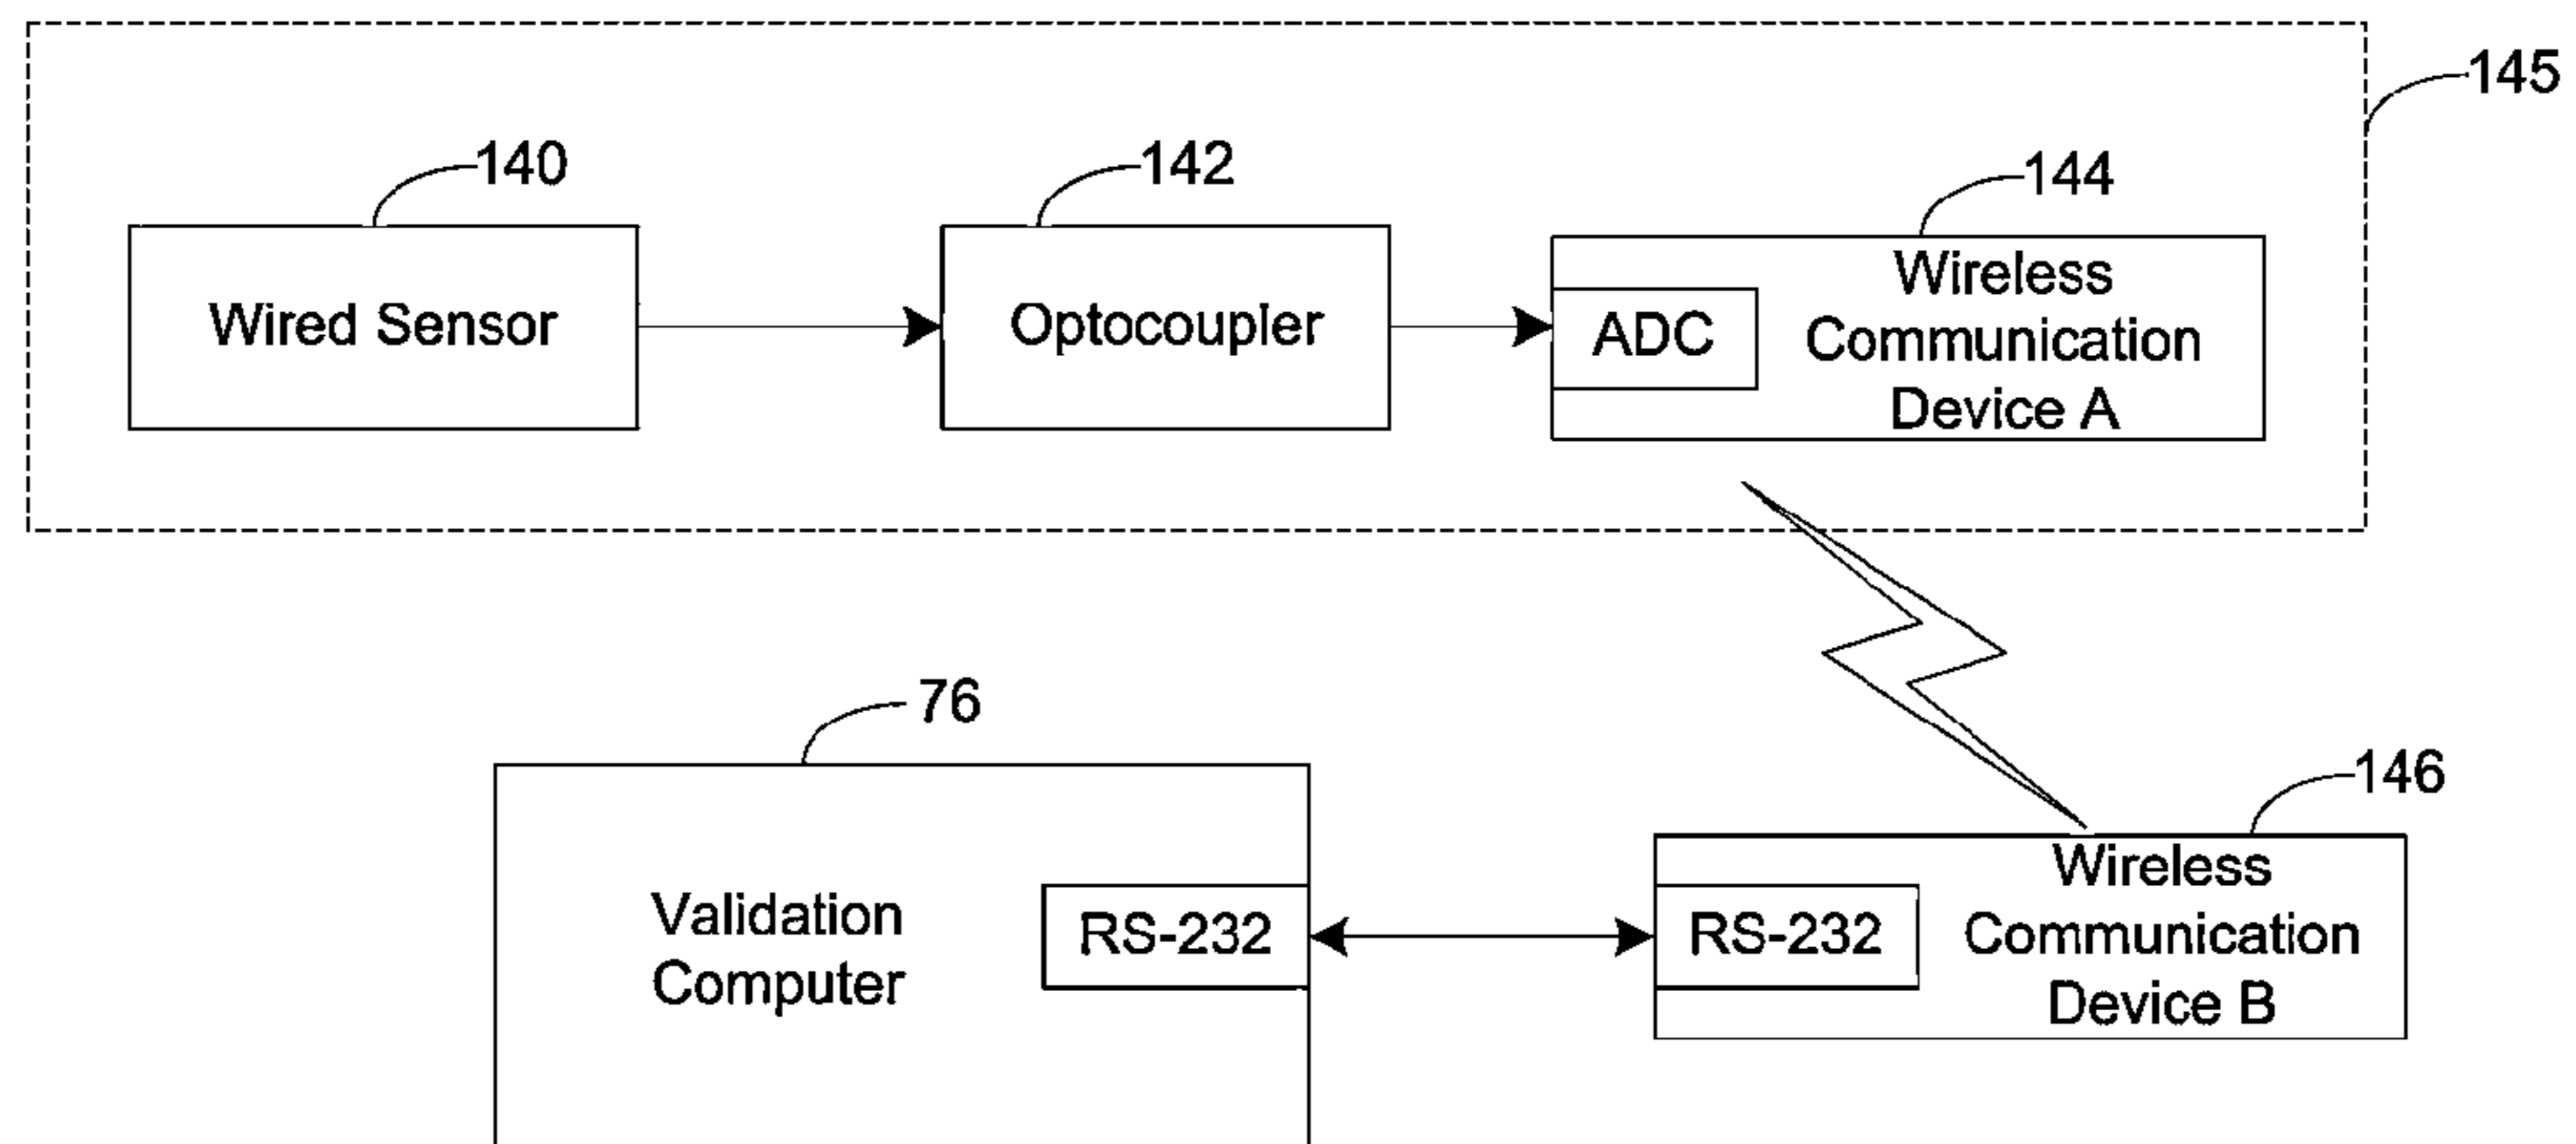 145
140
142
144
Wired Sensor
Optocoupler
ADC
Wireless
Communication
Device A
76
146
Validation
Computer
RS-232
RS-232
Wireless
Communication
Device B